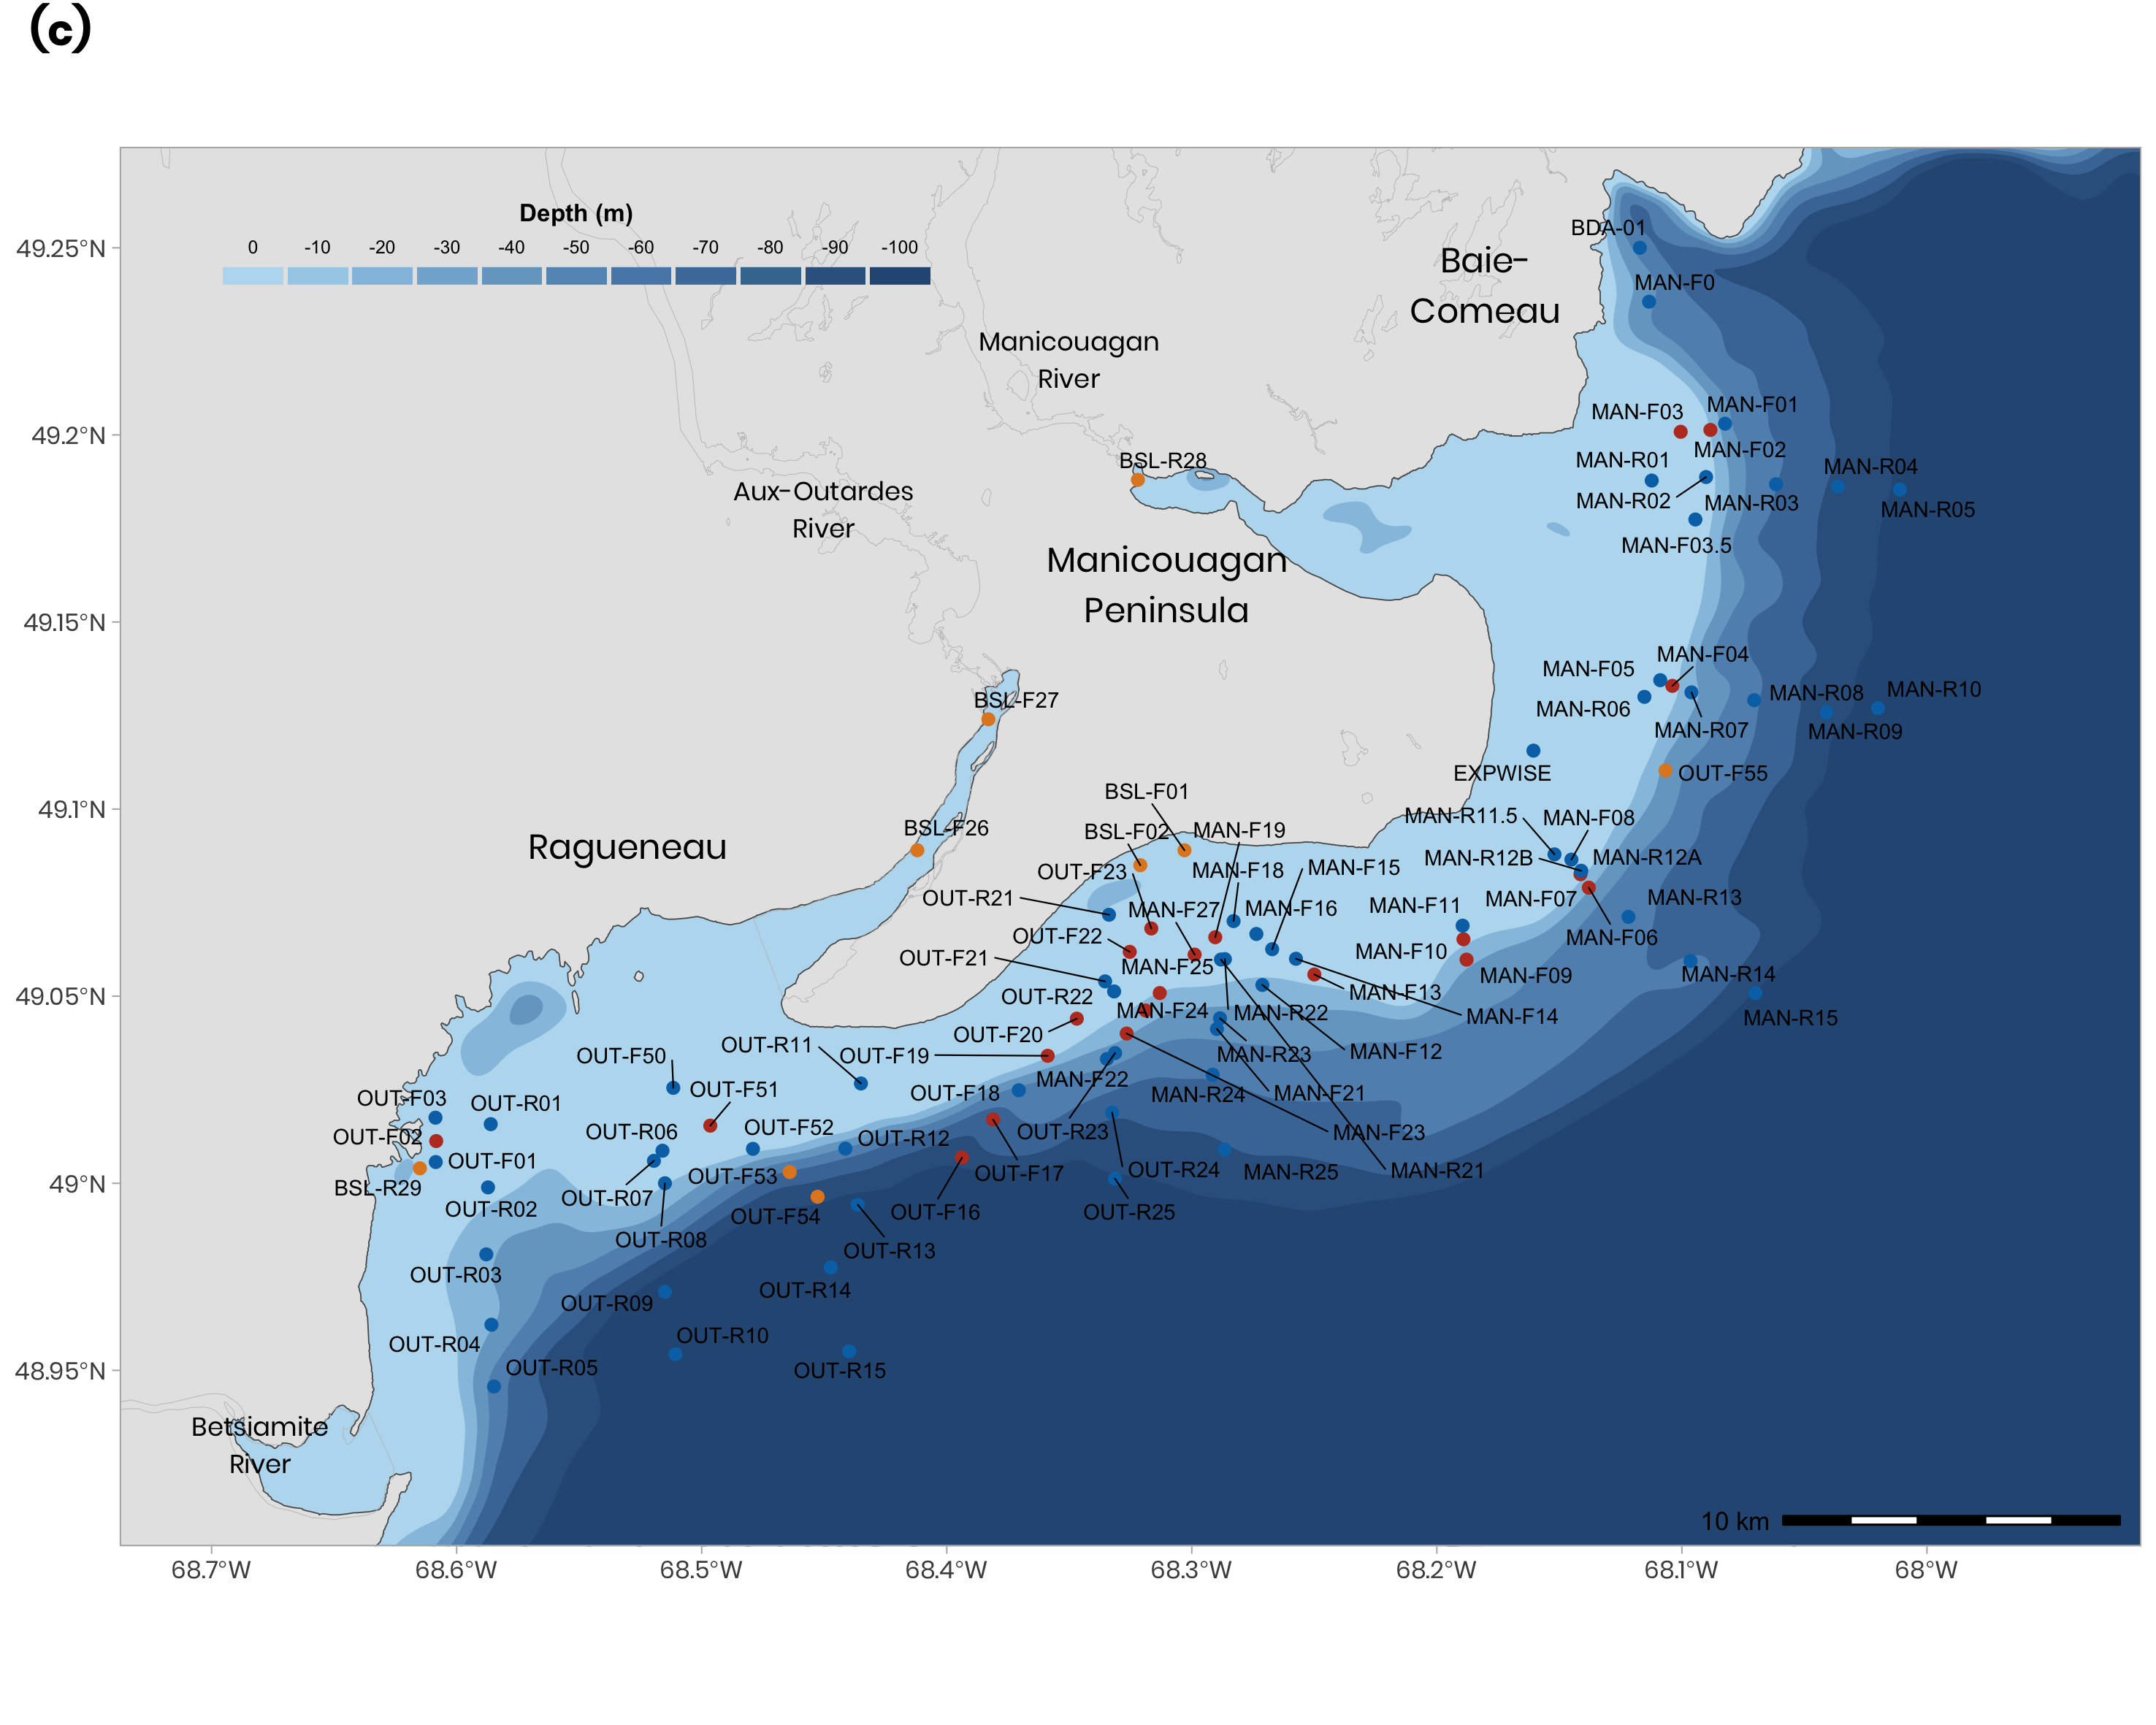 (c)
Depth (m)
0 -10 -20 -30 -40 -50 -60 -70 -80 -90 -100
49.25°N
49.2°N
49.15°N
49.1°N
49.05°N
49°N
48.95°N
68.7°W 68.6°W 68.5°W 68.4°W 68.3°W 68.2°W 68.1°W 68°W
Baie-
Comeau
Manicouagan
River
Aux-Outardes
River
Manicouagan
Peninsula
Ragueneau
Betsiamite
River
BDA-01
MAN-F0
MAN-F03
MAN-F01
MAN-F02
MAN-R01
MAN-R02
MAN-R03
MAN-R04
MAN-R05
MAN-F03.5
BSL-R28
MAN-F04
MAN-F05
MAN-R06
MAN-R07
MAN-R08
MAN-R09
MAN-R10
EXPWISE
OUT-F55
BSL-F27
BSL-F26
BSL-F01
BSL-F02
MAN-F19
OUT-F23
MAN-F18
MAN-F15
MAN-R11.5
MAN-F08
MAN-R12B
MAN-R12A
OUT-R21
MAN-F27
MAN-F16
MAN-F11
MAN-F07
MAN-R13
OUT-F22
MAN-F10
MAN-F06
OUT-F21
MAN-F25
MAN-F09
MAN-R14
OUT-R22
MAN-F13
MAN-F24
MAN-R22
MAN-F14
MAN-R15
OUT-F20
OUT-R11
OUT-F19
MAN-R23
MAN-F12
OUT-F50
OUT-F51
OUT-F18
MAN-F22
MAN-R24
MAN-F21
OUT-F03
OUT-R01
OUT-F02
OUT-R06
OUT-F52
OUT-R12
OUT-R23
MAN-F23
OUT-F01
BSL-R29
OUT-R07
OUT-F53
OUT-F17
OUT-R24
MAN-R25
MAN-R21
OUT-R02
OUT-F54
OUT-F16
OUT-R25
OUT-R08
OUT-R13
OUT-R03
OUT-R09
OUT-R14
OUT-R04
OUT-R10
OUT-R05
OUT-R15
10 km